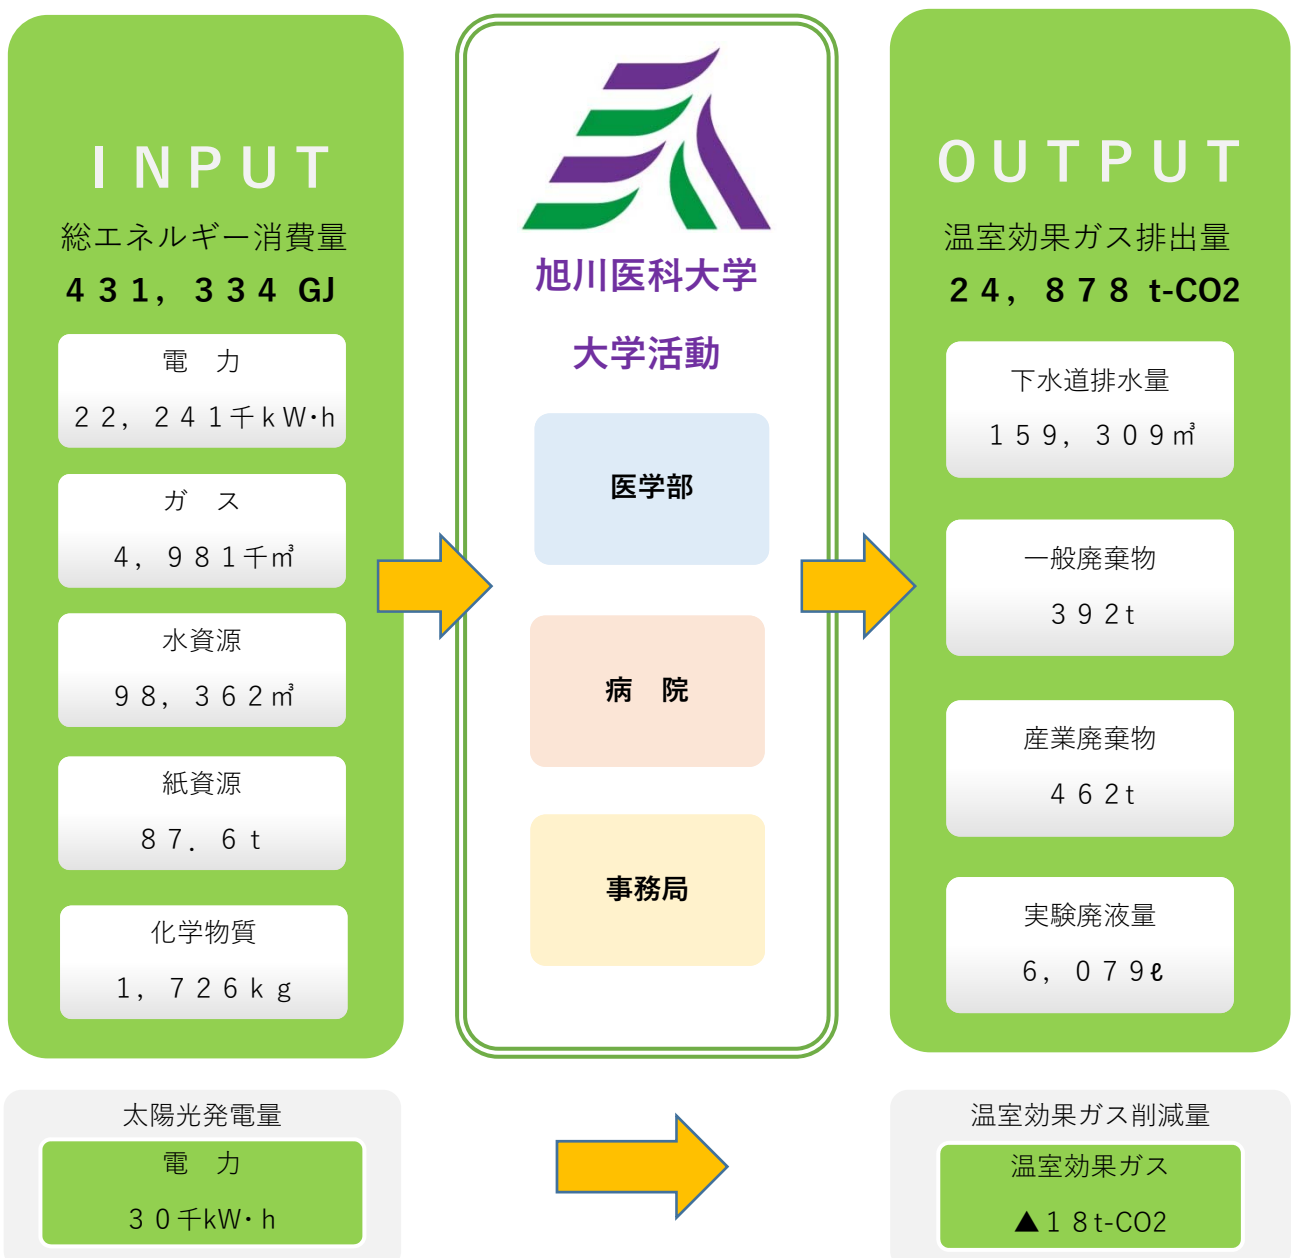 ＩＮＰＵＴ
総エネルギー消費量
４３１，３３４ GJ
電　力
２２，２４１千ｋＷ・h
ガ　ス
４，９８１千㎥
水資源
９８，３６２㎥
紙資源
８７．６ｔ
化学物質
１，７２６ｋｇ
旭川医科大学
大学活動
医学部
病　院
事務局
ＯＵＴＰＵＴ
温室効果ガス排出量
２４，８７８ t-CO2
下水道排水量
１５９，３０９㎥
一般廃棄物
３９２ｔ
産業廃棄物
４６２ｔ
実験廃液量
６，０７９ℓ
太陽光発電量
電　力
３０千kW・ｈ
温室効果ガス削減量
温室効果ガス
▲１８t-CO2